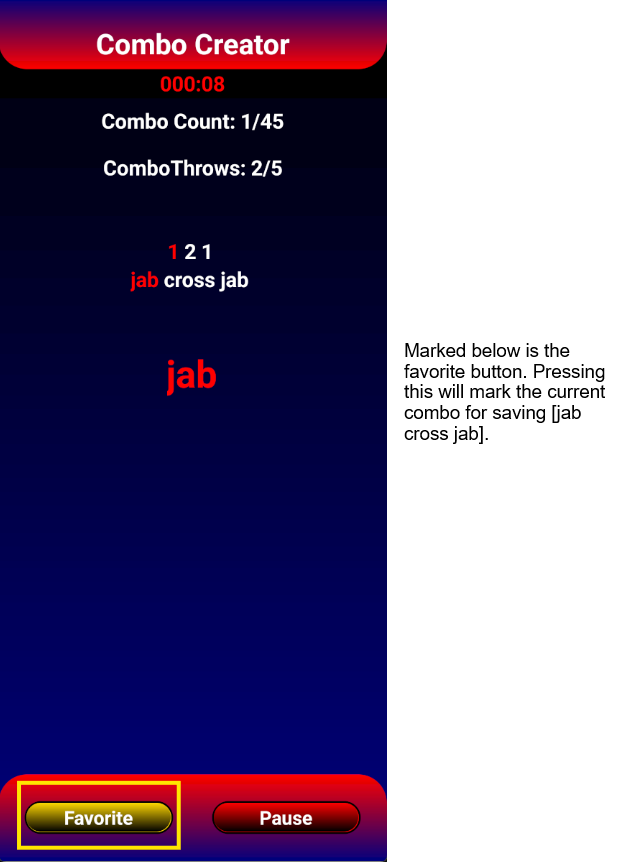 Combo Creator
000:08
Combo Count: 1/45
ComboThrows: 2/5
1 2 1
jab cross jab
jab
Marked below is the
favorite button. Pressing
this will mark the current
combo for saving [jab
cross jab].
Favorite
Pause